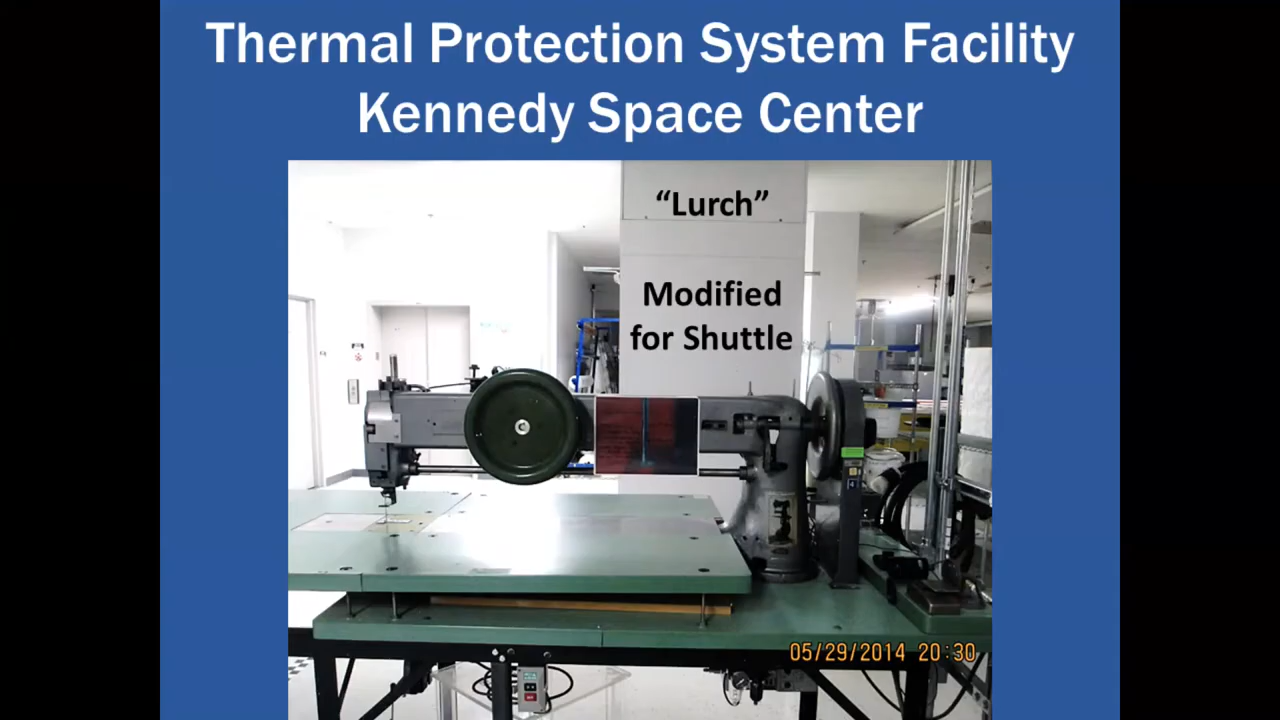 Thermal Protection System Facility
Kennedy Space Center
“Lurch”
Modified
for Shuttle
05/29/2014 20:30